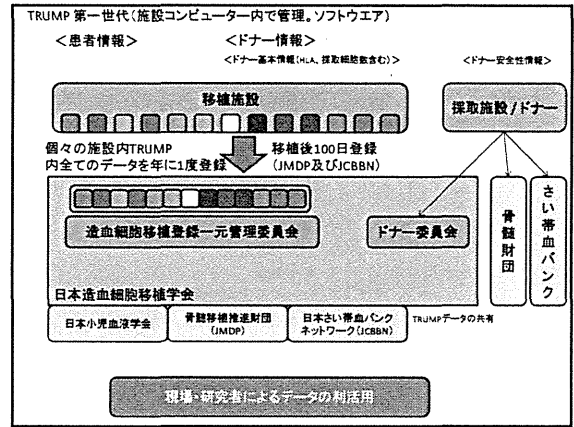 TRUMP 第一世代(施設コンピューター内で管理。ソフトウエア)
<患者情報>
<ドナー情報>
<ドナー基本情報(HLA、採取細胞数含む)>
<ドナー安全性情報>
移植施設
採取施設/ドナー
個々の施設内TRUMP
内全てのデータを年に1度登録
移植後100日登録
(JMDP及びJCBBN)
造血細胞移植登録一元管理委員会
ドナー委員会
骨髄財団
さい帯血バンク
日本造血細胞移植学会
日本小児血液学会
骨髄移植推進財団
(JMDP)
日本さい帯血バンク
ネットワーク(JCBBN)
TRUMPデータの共有
現場・研究者によるデータの利活用